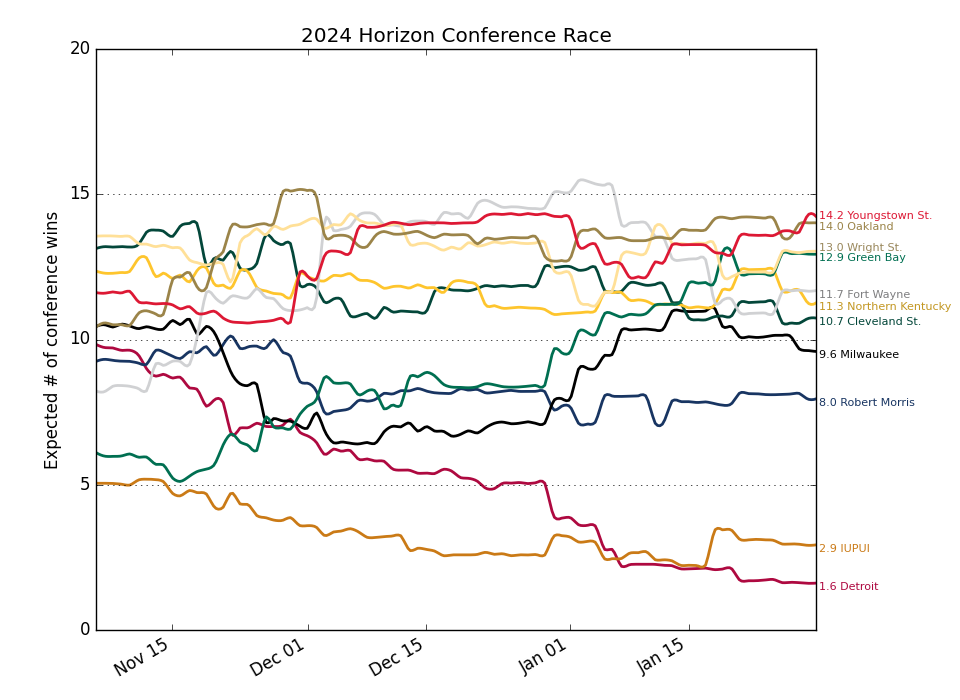 2024 Horizon Conference Race
Expected # of conference wins
20
15
10
5
0
Nov 15
Dec 01
Dec 15
Jan 01
Jan 15
14.2 Youngstown St.
14.0 Oakland
13.0 Wright St.
12.9 Green Bay
11.7 Fort Wayne
11.3 Northern Kentucky
10.7 Cleveland St.
9.6 Milwaukee
8.0 Robert Morris
2.9 IUPUI
1.6 Detroit